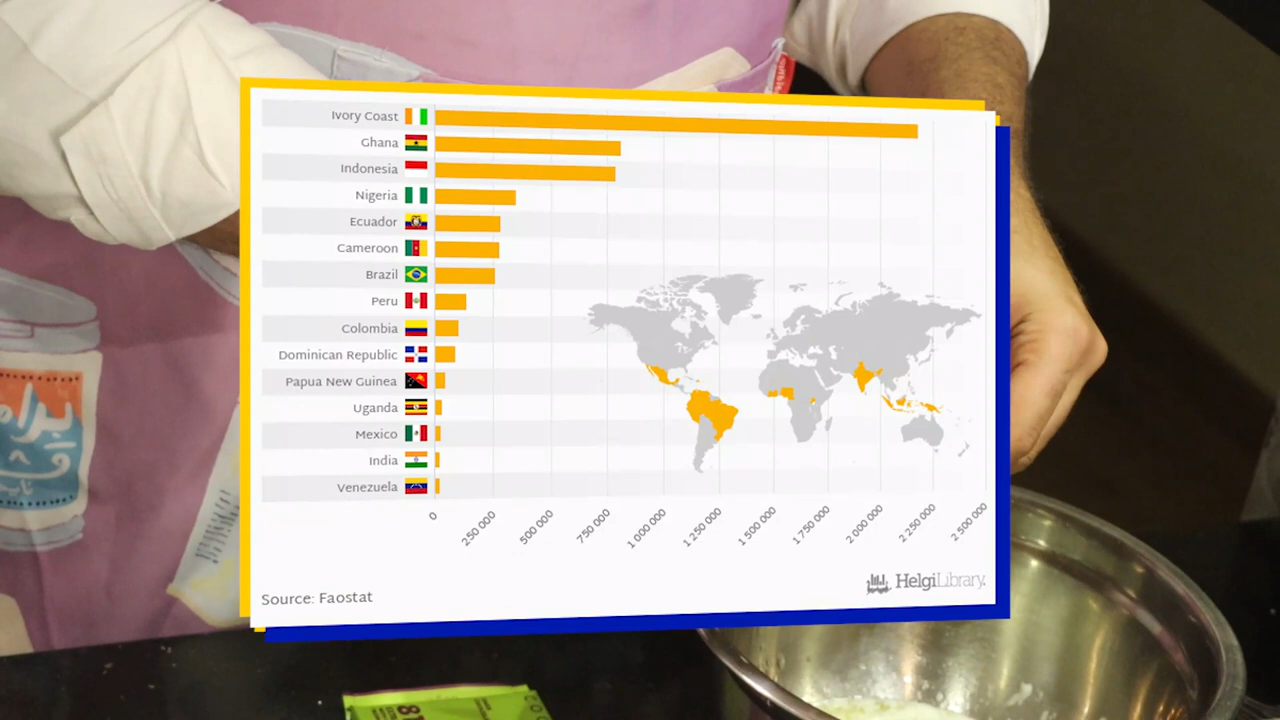 Ivory Coast
Ghana
Indonesia
Nigeria
Ecuador
Cameroon
Brazil
Peru
Colombia
Dominican Republic
Papua New Guinea
Uganda
Mexico
India
Venezuela
0
250 000
500 000
750 000
1 000 000
1 250 000
1 500 000
1 750 000
2 000 000
2 250 000
2 500 000
HelgiLibrary.
Source: Faostat